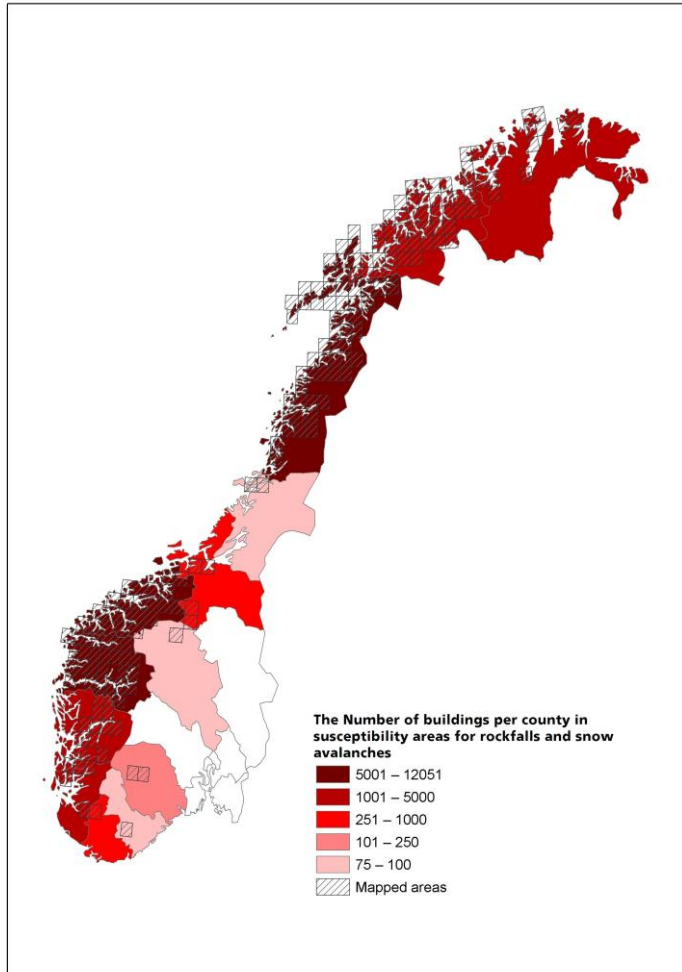 The Number of buildings per county in
susceptibility areas for rockfalls and snow
avalanches
5001 – 12051
1001 – 5000
251 – 1000
101 – 250
75 – 100
Mapped areas